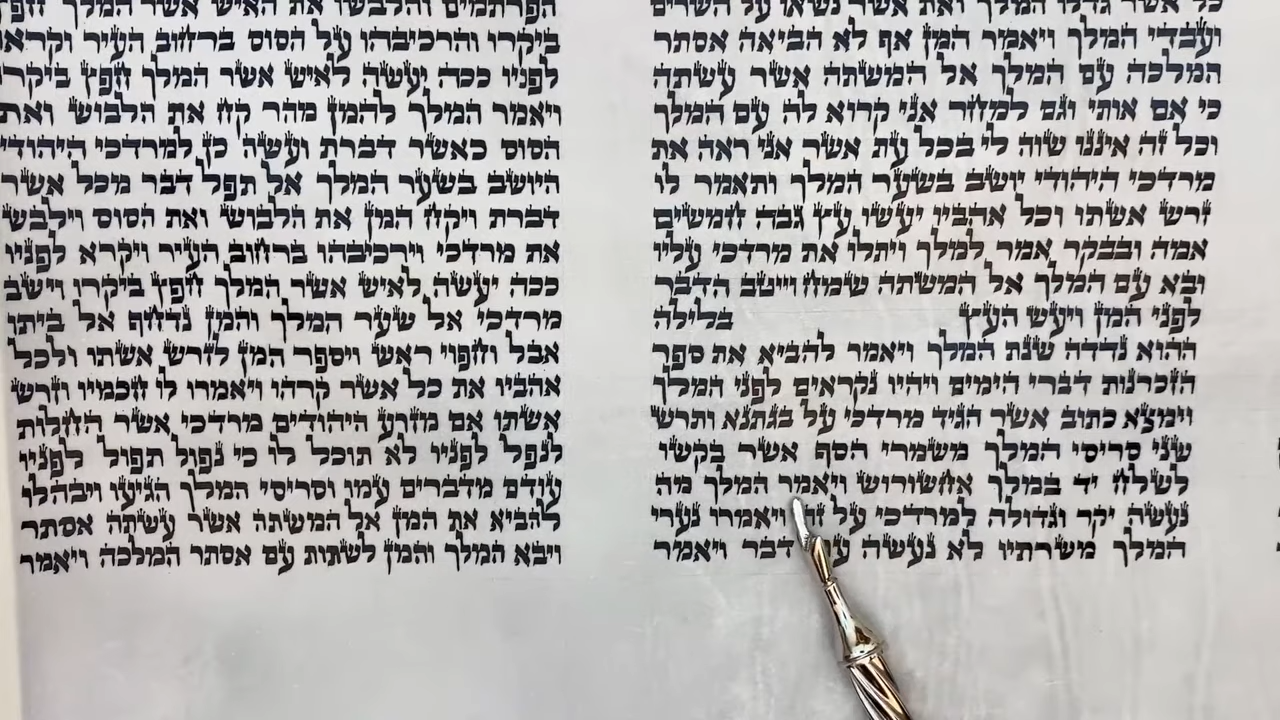 כל אשר גדלו המלך ואת אשר נשאו על השרים
ועבדי המלך ויאמר המן אף לא הביאה אסתר
המלכה עם המלך אל המשתה אשר עשתה
כי אם אותי וגם למחר אני קרוא לה עם המלך
וכל זה איננו שוה לי בכל עת אשר אני ראה את
מרדכי היהודי יושב בשער המלך ותאמר לו
זרש אשתו וכל אהביו יעשו עץ גבה חמשים
אמה ובבקר אמר למלך ויתלו את מרדכי עליו
ובא עם המלך אל המשתה שמח וייטב הדבר
לפני המן ויעש העץ בלילה
ההוא נדדה שנת המלך ויאמר להביא את ספר
הזכרנות דברי הימים ויהיו נקראים לפני המלך
וימצא כתוב אשר הגיד מרדכי על בגתנא ותרש
שני סריסי המלך משמרי הסף אשר בקשו
לשלח יד במלך אחשורוש ויאמר המלך מה
נעשה יקר וגדולה למרדכי על זה ויאמרו נערי
המלך משרתיו לא נעשה דבר ויאמר
הפרתמים והלבשו את האיש אשר המלך חפץ
ביקרו והרכיבהו על הסוס ברחוב העיר וקראו
לפניו ככה יעשה לאיש אשר המלך חפץ ביקרו
ויאמר המלך להמן מהר קח את הלבוש ואת
הסוס כאשר דברת ועשה כן למרדכי היהודי
היושב בשער המלך אל תפל דבר מכל אשר
דברת ויקח המן את הלבוש ואת הסוס וילבש
את מרדכי וירכיבהו ברחוב העיר ויקרא לפניו
ככה יעשה לאיש אשר המלך חפץ ביקרו וישב
מרדכי אל שער המלך והמן נדחף אל ביתו
אבל וחפוי ראש ויספר המן לזרש אשתו ולכל
אהביו את כל אשר קרהו ויאמרו לו חכמיו וזרש
אשתו אם מזרע היהודים מרדכי אשר החלות
לנפל לפניו לא תוכל לו כי נפול תפול לפניו
עודם מדברים עמו וסריסי המלך הגיעו ויבהלו
להביא את המן אל המשתה אשר עשתה אסתר
ויבא המלך והמן לשתות עם אסתר המלכה ויאמר